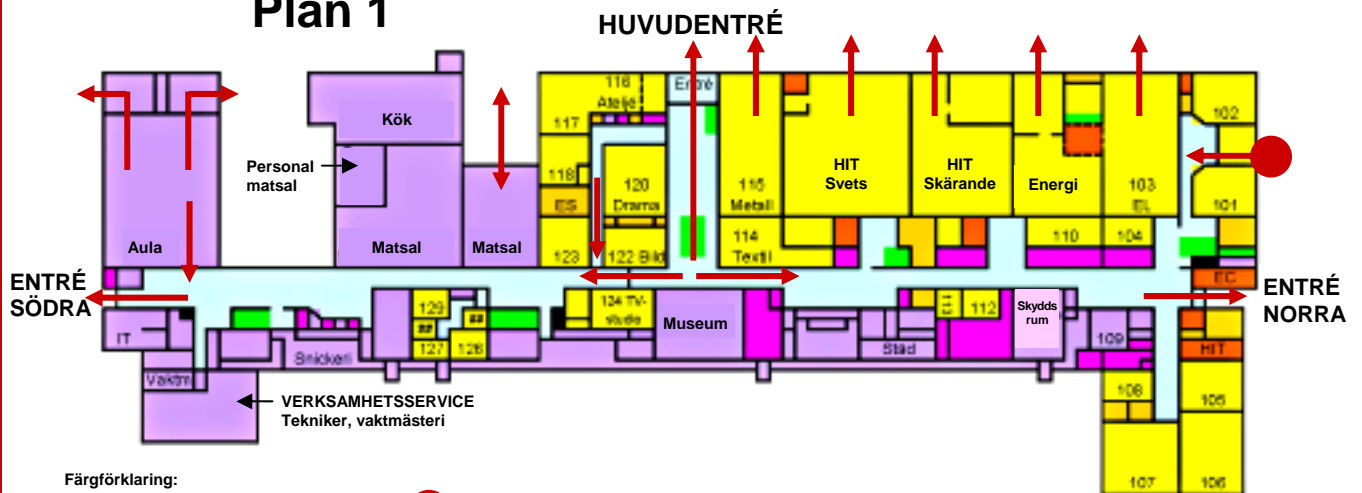 Plan 1
HUVUDENTRÉ
116
Ateljé
Entré
117
102
Kök
Personal
matsal
118
120
Drama
115
Metall
HIT
Svets
HIT
Skärande
Energi
103
EL
101
ES
Aula
Matsal
Matsal
123
122 Bild
114
Textil
110
104
ENTRÉ
SÖDRA
EC
ENTRÉ
NORRA
129
124 TV-
studio
Museum
112
Skydds
rum
IT
##
##
127
126
Snickeri
Städ
109
HIT
Vaktm
108
105
VERKSAMHETSSERVICE
Tekniker, vaktmästeri
107
106
Färgförklaring: